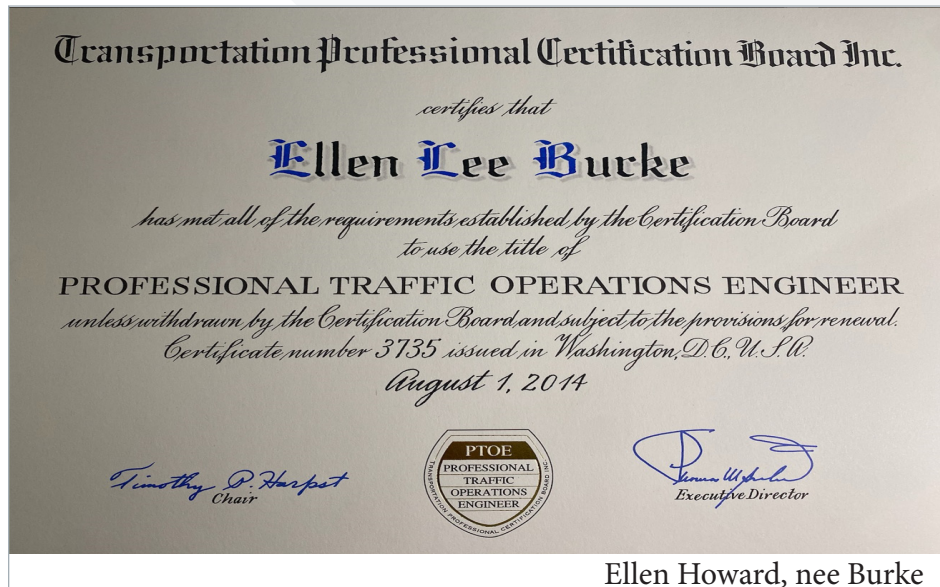 Transportation Professional Certification Board Inc.
certifies that
Ellen Lee Burke
has met all of the requirements established by the Certification Board
to use the title of
PROFESSIONAL TRAFFIC OPERATIONS ENGINEER
unless withdrawn by the Certification Board, and subject to the provisions for renewal.
Certificate number 3735 issued in Washington, D.C., U.S.A.
August 1, 2014
Timothy P. Harpst
Chair
PTOE
PROFESSIONAL
TRAFFIC
OPERATIONS
ENGINEER
TRANSPORTATION PROFESSIONAL CERTIFICATION BOARD INC.
Executive Director
Ellen Howard, nee Burke